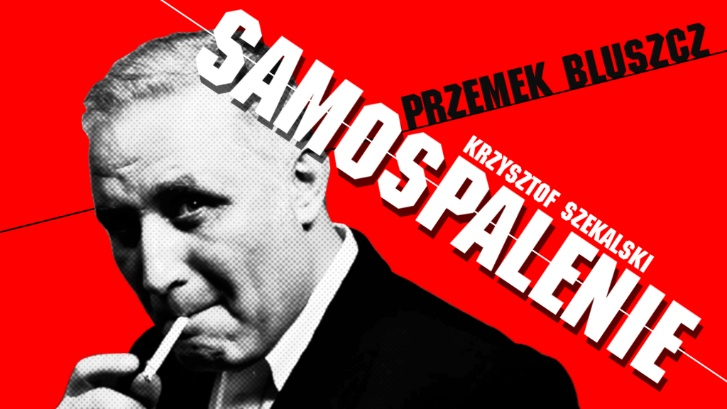 PRZEMEK BLUSZCZ
SAMOSPALENIE
KRZYSZTOF SZEKALSKI